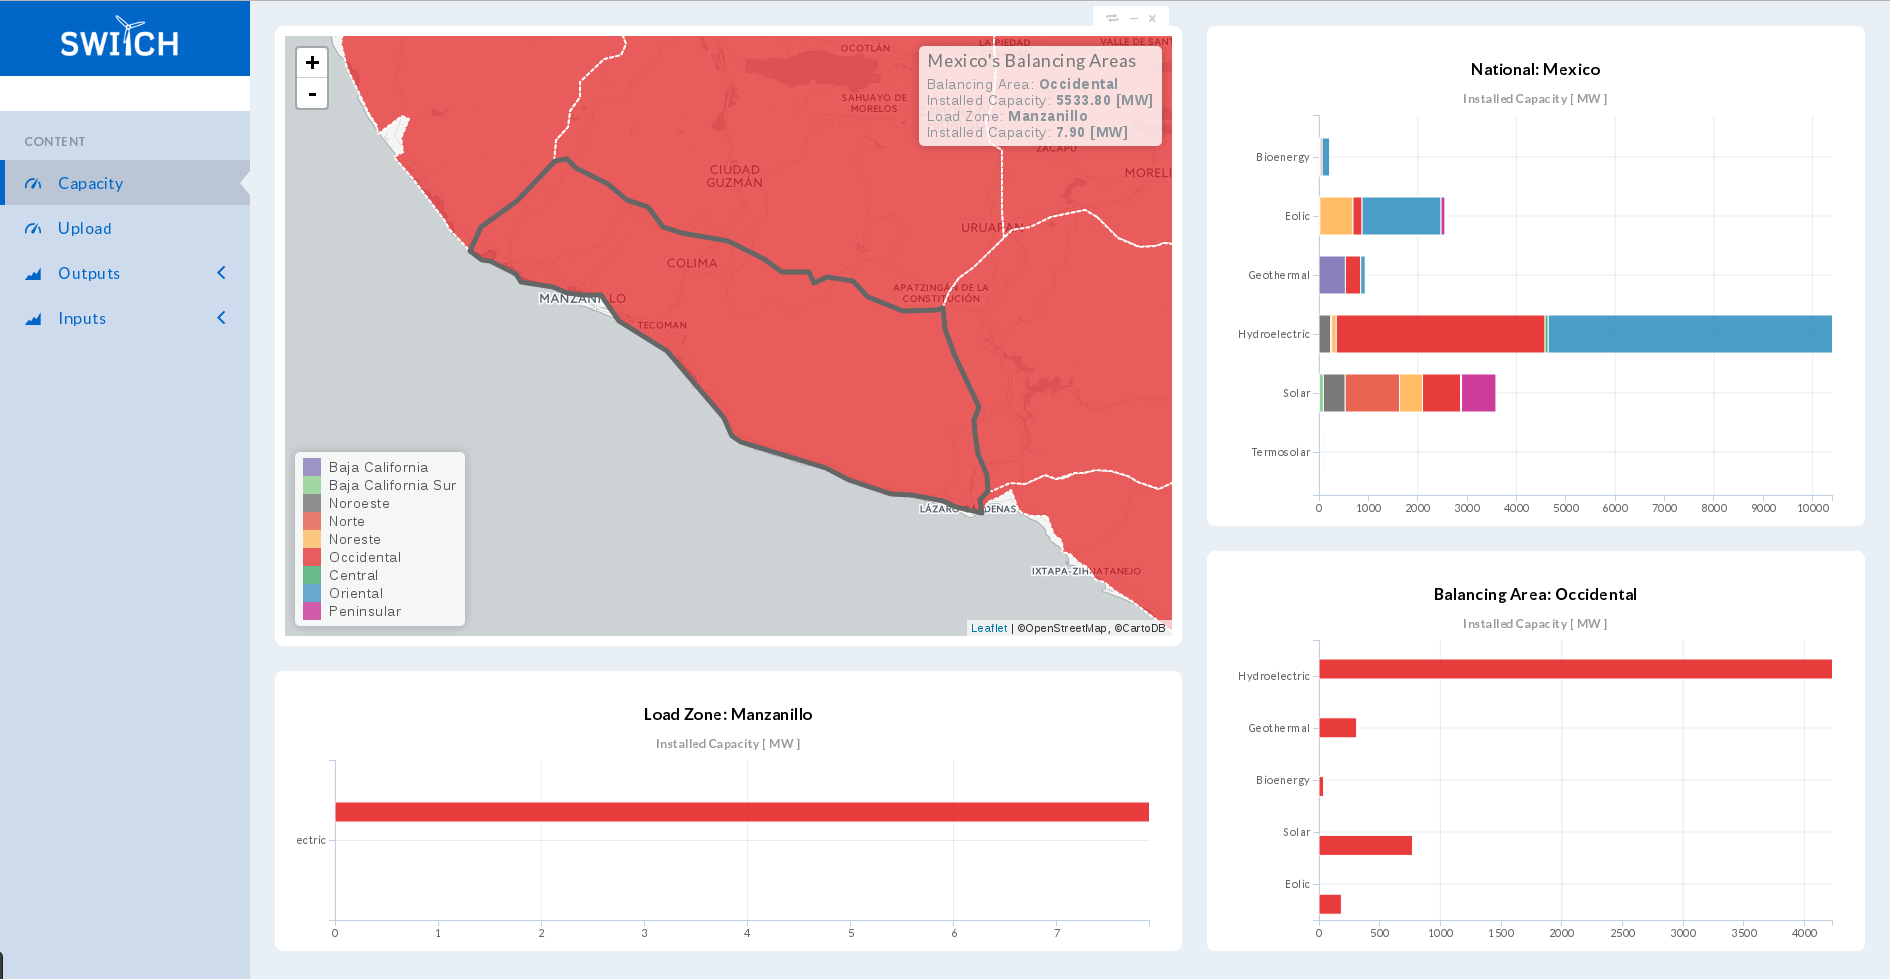 SWITCH
CONTENT
Capacity
Upload
Outputs
Inputs
+
-
OCOTLÁN
LA PIEDAD
VALLE DE SANT
SAHUAYO DE
MORELOS
ZACAPU
CIUDAD
GUZMÁN
MORELI
URUAPAN
COLIMA
APATZINGÁN DE LA
CONSTITUCIÓN
MANZANILLO
TECOMAN
LÁZARO CÁRDENAS
IXTAPA-ZIHUATANEJO
Mexico's Balancing Areas
Balancing Area: Occidental
Installed Capacity: 5533.80 [MW]
Load Zone: Manzanillo
Installed Capacity: 7.90 [MW]
Baja California
Baja California Sur
Noroeste
Norte
Noreste
Occidental
Central
Oriental
Peninsular
Leaflet | ©OpenStreetMap, ©CartoDB
National: Mexico
Installed Capacity [ MW ]
Bioenergy
Eolic
Geothermal
Hydroelectric
Solar
Termosolar
0 1000 2000 3000 4000 5000 6000 7000 8000 9000 10000
Load Zone: Manzanillo
Installed Capacity [ MW ]
ectric
0 1 2 3 4 5 6 7
Balancing Area: Occidental
Installed Capacity [ MW ]
Hydroelectric
Geothermal
Bioenergy
Solar
Eolic
0 500 1000 1500 2000 2500 3000 3500 4000